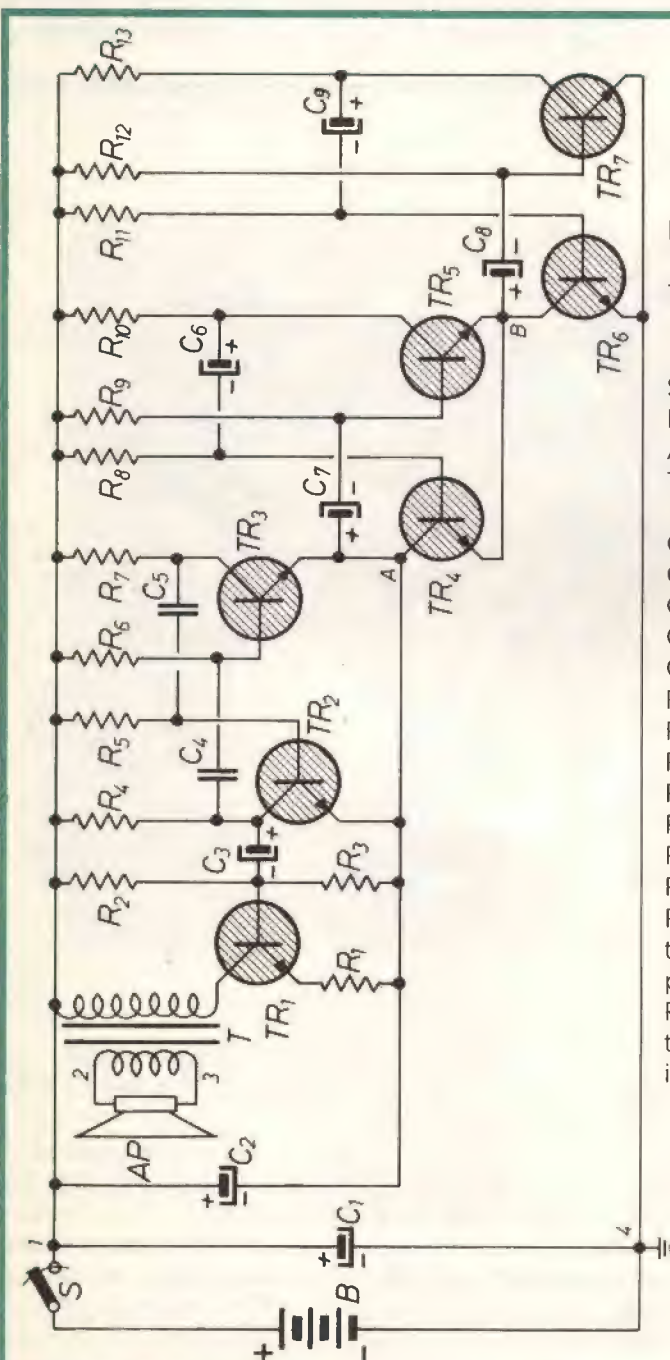 S
1
B
+
-
C1
+
-
4
C2
+
-
AP
2
3
T
TR1
R1
R2
R3
C3
-
+
R4
C4
R5
TR2
R6
C5
R7
TR3
A
C7
+
-
R8
R9
TR4
C6
-
+
R10
TR5
B
C8
+
-
R11
R12
TR6
C9
-
+
R13
TR7